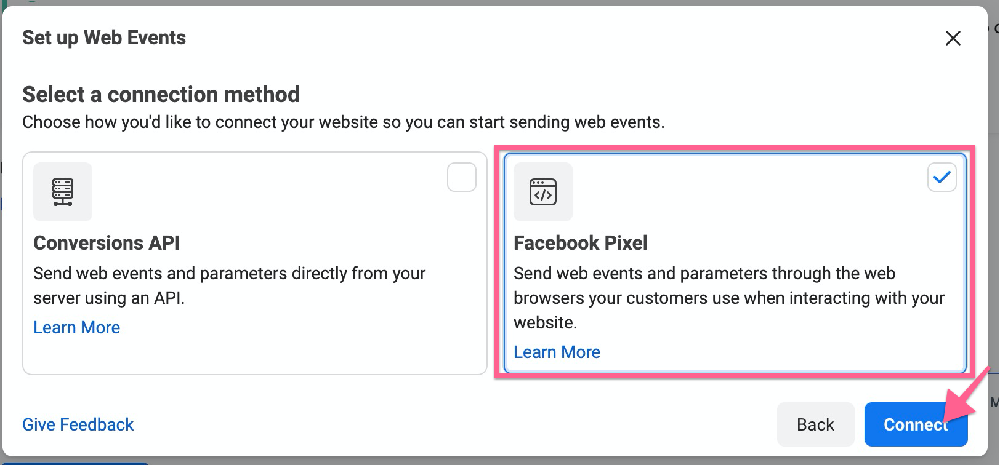 Set up Web Events
Select a connection method
Choose how you'd like to connect your website so you can start sending web events.
Conversions API
Send web events and parameters directly from your
server using an API.
Learn More
Facebook Pixel
Send web events and parameters through the web
browsers your customers use when interacting with your
website.
Learn More
Give Feedback
Back
Connect